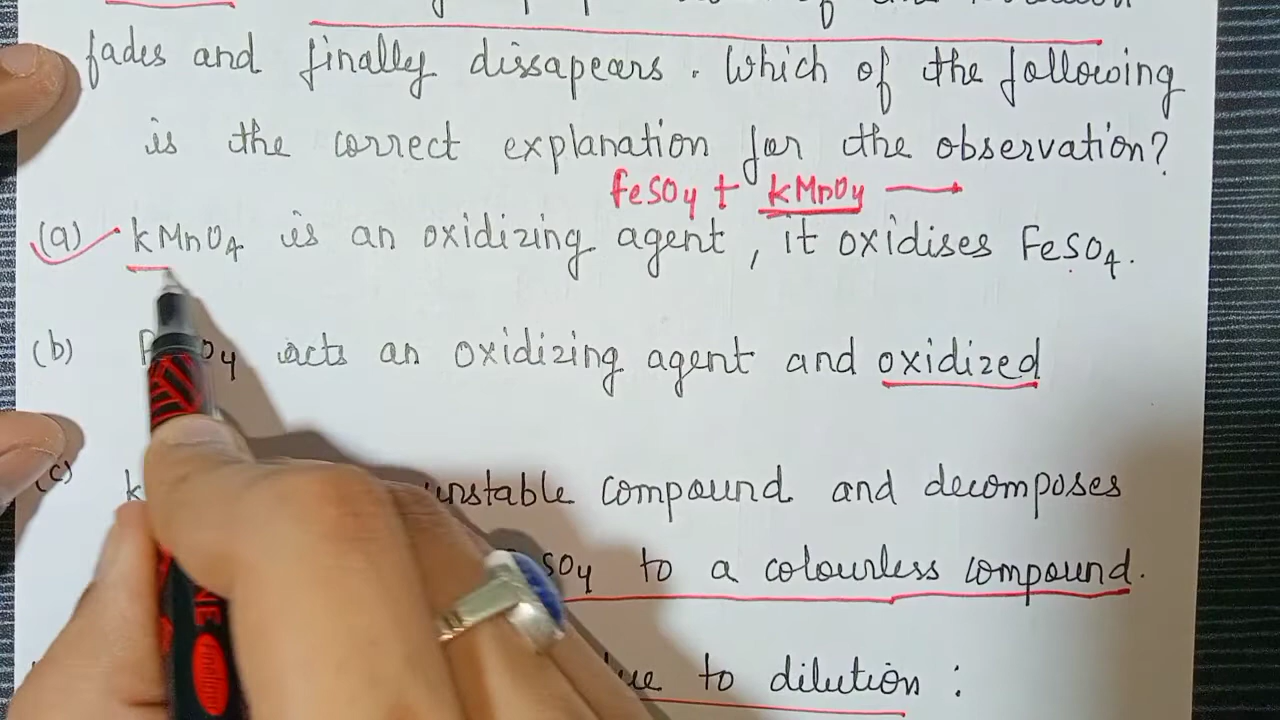 fades and finally dissapears. Which of the following
is the correct explanation for the observation?
FeSO4 + KMnO4 →
(a) KMnO4 is an oxidizing agent, it oxidises FeSO4.
(b) acts an oxidizing agent and oxidized
(c) unstable compound and decomposes
SO4 to a colourless compound.
to dilution :